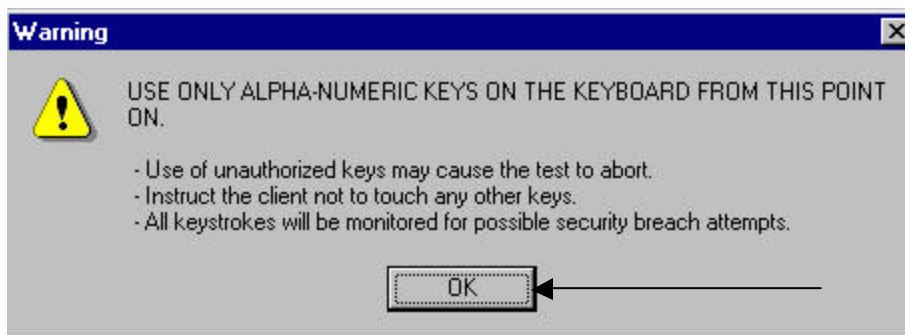 Warning
USE ONLY ALPHA-NUMERIC KEYS ON THE KEYBOARD FROM THIS POINT
ON.
- Use of unauthorized keys may cause the test to abort.
- Instruct the client not to touch any other keys.
- All keystrokes will be monitored for possible security breach attempts.
OK